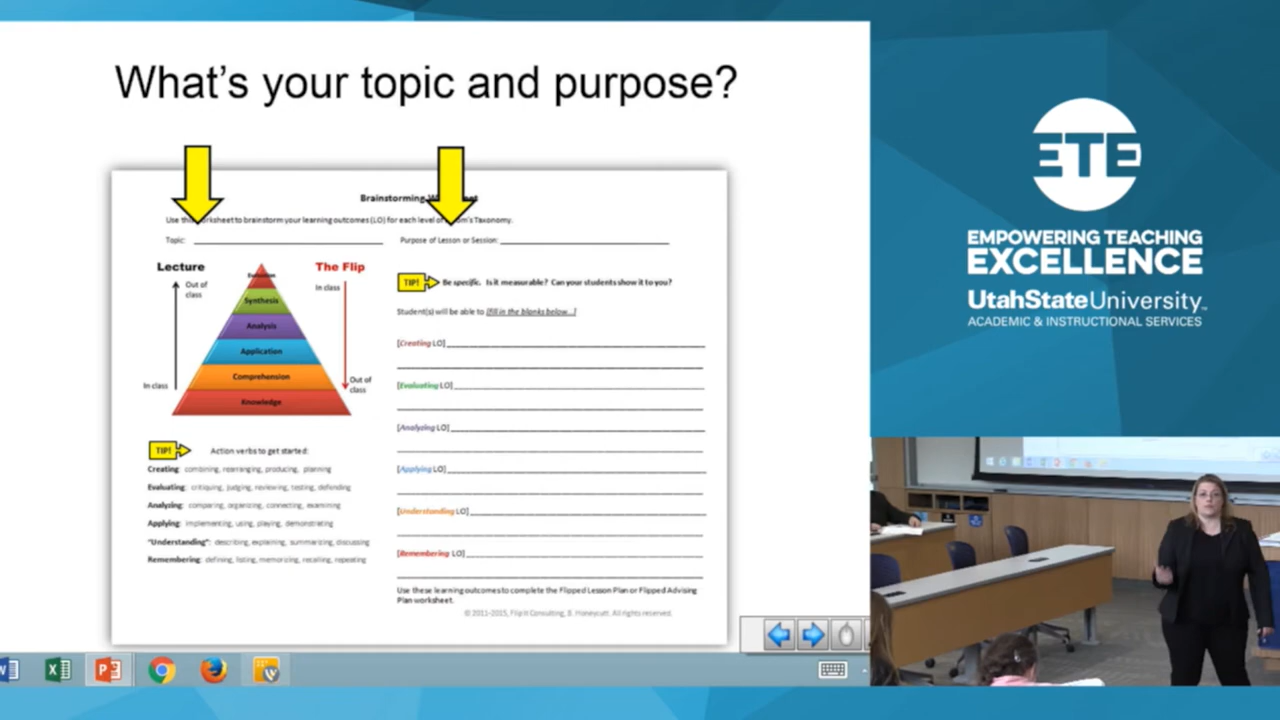 What's your topic and purpose?
Brainstorming
Use this worksheet to brainstorm your learning outcomes (LO) for each level of Bloom's Taxonomy.
Topic:
Purpose of Lesson or Session:
Lecture
The Flip
Out of
class
In class
Evaluation
Synthesis
Analysis
Application
Comprehension
Knowledge
In class
Out of
class
TIP!
Action verbs to get started:
Creating: combining, rearranging, producing, planning
Evaluating: critiquing, judging, reviewing, testing, defending
Analyzing: comparing, organizing, connecting, examining
Applying: implementing, using, playing, demonstrating
"Understanding": describing, explaining, summarizing, discussing
Remembering: defining, listing, memorizing, recalling, repeating
TIP!
Be specific. Is it measurable? Can your students show it to you?
Student(s) will be able to [fill in the blanks below...]
[Creating LO]
[Evaluating LO]
[Analyzing LO]
[Applying LO]
[Understanding LO]
[Remembering LO]
Use these learning outcomes to complete the Flipped Lesson Plan or Flipped Advising
Plan worksheet.
© 2011-2015, Flip It Consulting, B. Honeycutt. All rights reserved.
ETE
EMPOWERING TEACHING
EXCELLENCE
UtahStateUniversity
ACADEMIC & INSTRUCTIONAL SERVICES